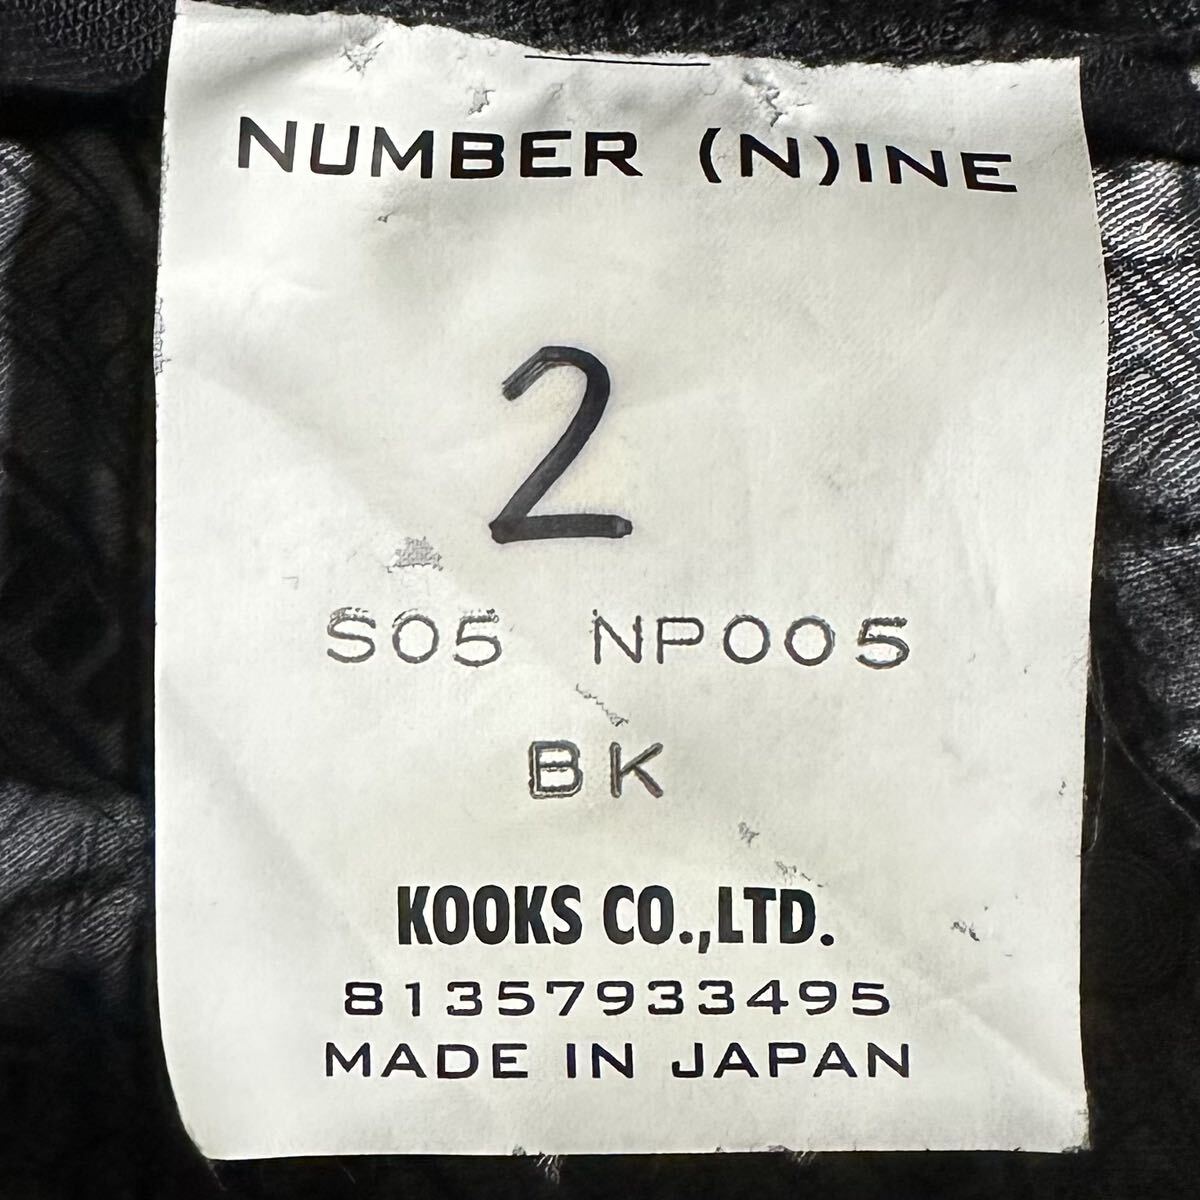 NUMBER (N)INE
2
S05 NP005
BK
KOOKS CO.,LTD.
81357933495
MADE IN JAPAN